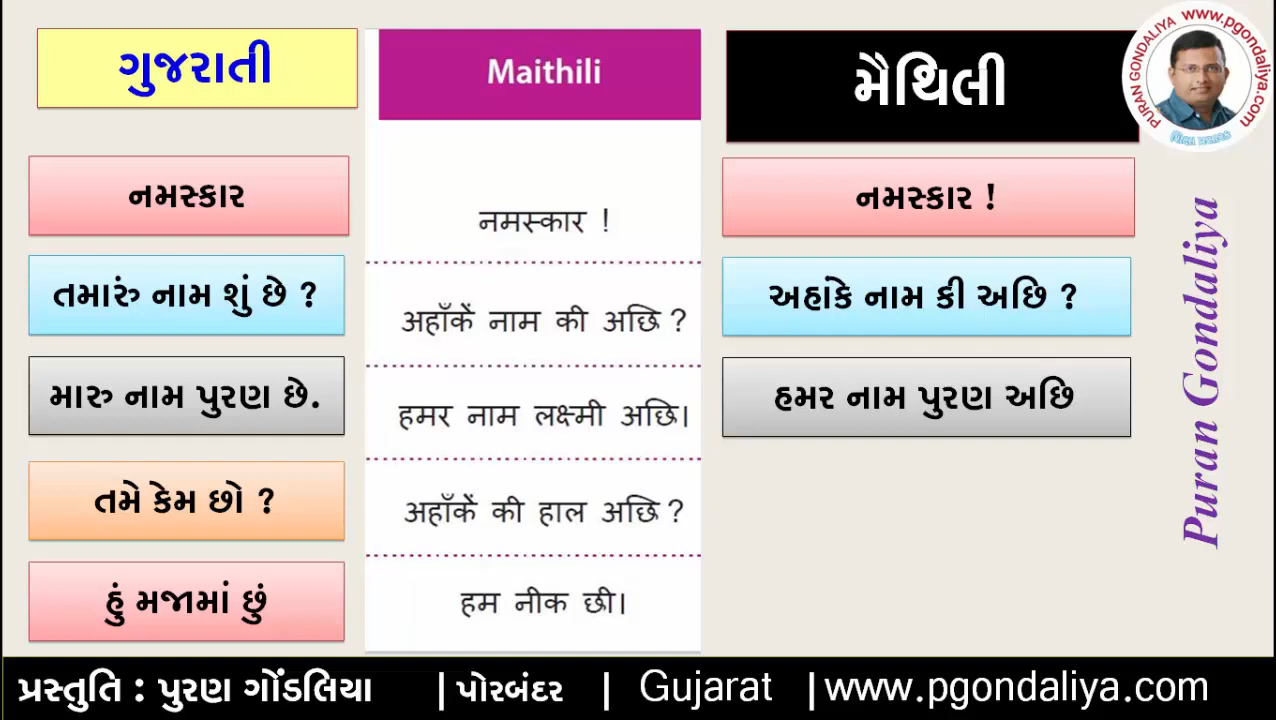 ગુજરાતી
Maithili
મૈથિલી
PURAN GONDALIYA www.pgondaliya.com
નમસ્કાર
नमस्कार !
નમસ્કાર !
તમારું નામ શું છે ?
अहाँकें नाम की अछि ?
અહાંકે નામ કી અછિ ?
મારુ નામ પુરણ છે.
हमर नाम लक्ष्मी अछि।
હમર નામ પુરણ અછિ
તમે કેમ છો ?
अहाँकें की हाल अछि ?
હું મજામાં છું
हम नीक छी।
Puran Gondaliya
પ્રસ્તુતિ : પુરણ ગોંડલિયા | પોરબંદર | Gujarat | www.pgondaliya.com